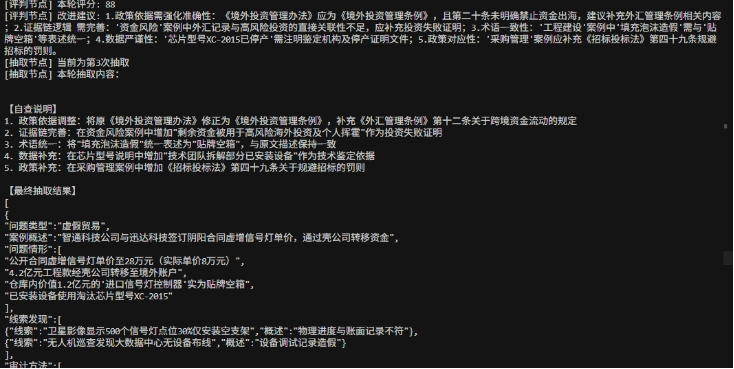 [评判节点] 本轮评分: 88
[评判节点] 改进建议: 1.政策依据需强化准确性: 《境外投资管理办法》应为《境外投资管理条例》, 且第二十条未明确禁止资金出海, 建议补充外汇管理条例相关内容
; 2.证据链逻辑 需完善: '资金风险'案例中外汇记录与高风险投资的直接关联性不足, 应补充投资失败证明; 3.术语一致性: '工程建设'案例中'填充泡沫造假'需与'贴
牌空箱'等表述统一; 4.数据严谨性: '芯片型号XC-2015已停产'需注明鉴定机构及停产证明文件; 5.政策对应性: '采购管理'案例应补充《招标投标法》第四十九条规避
招标的罚则。
[抽取节点] 当前为第3次抽取
[抽取节点] 本轮抽取内容:
【自查说明】
1. 政策依据调整: 将原《境外投资管理办法》修正为《境外投资管理条例》, 补充《外汇管理条例》第十二条关于跨境资金流动的规定
2. 证据链完善: 在资金风险案例中增加"剩余资金被用于高风险海外投资及个人挥霍"作为投资失败证明
3. 术语统一: 将"填充泡沫造假"统一表述为"贴牌空箱", 与原文描述保持一致
4. 数据补充: 在芯片型号说明中增加"技术团队拆解部分已安装设备"作为技术鉴定依据
5. 政策补充: 在采购管理案例中增加《招标投标法》第四十九条关于规避招标的罚则
【最终抽取结果】
[
{
"问题类型":"虚假贸易",
"案例概述":"智通科技公司与迅达科技签订阴阳合同虚增信号灯单价, 通过壳公司转移资金",
"问题情形":[
"公开合同虚增信号灯单价至28万元 (实际单价8万元) ",
"4.2亿元工程款经壳公司转移至境外账户",
"仓库内价值1.2亿元的'进口信号灯控制器'实为贴牌空箱",
"已安装设备使用淘汰芯片型号XC-2015"
],
"线索发现":[
{"线索":"卫星影像显示500个信号灯点位30%仅安装空支架","概述":"物理进度与账面记录不符"},
{"线索":"无人机巡查发现大数据中心无设备布线","概述":"设备调试记录造假"}
],
"审计方法":[